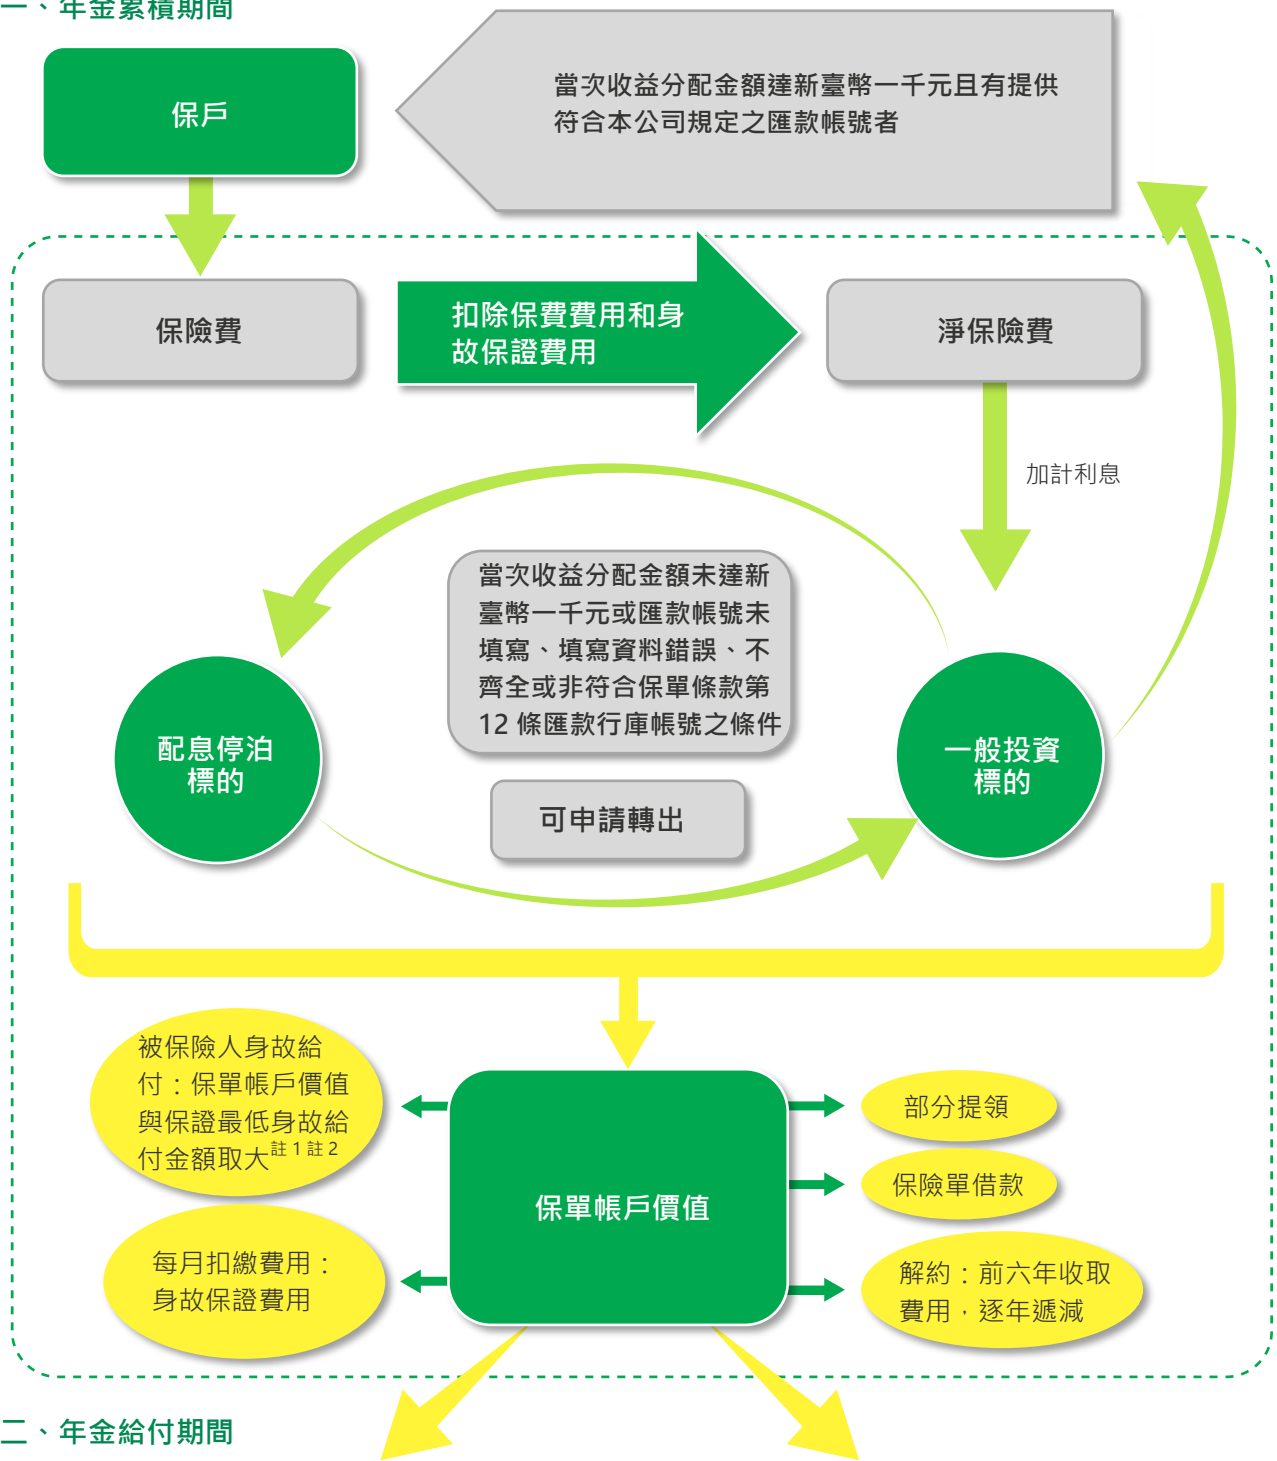 一、年金累積期間
保戶
當次收益分配金額達新臺幣一千元且有提供
符合本公司規定之匯款帳號者
保險費
扣除保費費用和身
故保證費用
淨保險費
加計利息
當次收益分配金額未達新
臺幣一千元或匯款帳號未
填寫、填寫資料錯誤、不
齊全或非符合保單條款第
12 條匯款行庫帳號之條件
配息停泊
標的
一般投資
標的
可申請轉出
被保險人身故給
付：保單帳戶價值
與保證最低身故給
付金額取大註 1 註 2
每月扣繳費用：
身故保證費用
保單帳戶價值
部分提領
保險單借款
解約：前六年收取
費用，逐年遞減
二、年金給付期間